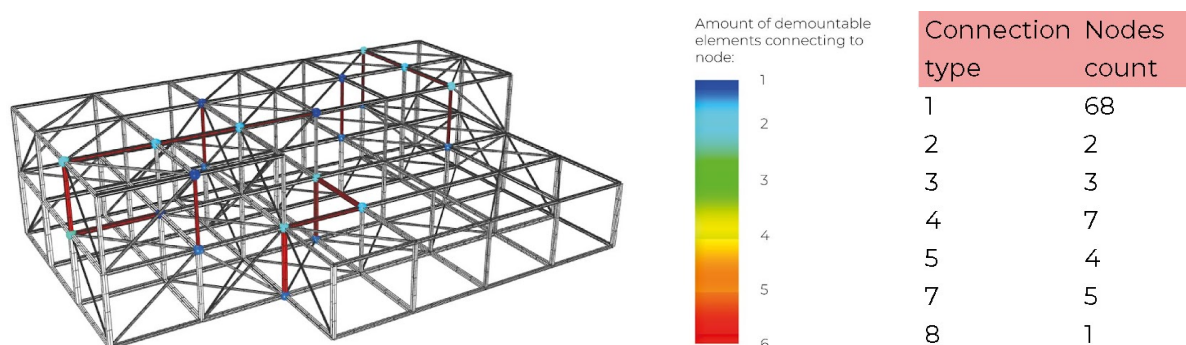 Amount of demountable
elements connecting to
node:
1
2
3
4
5
6
Connection Nodes
type count
1 68
2 2
3 3
4 7
5 4
7 5
8 1